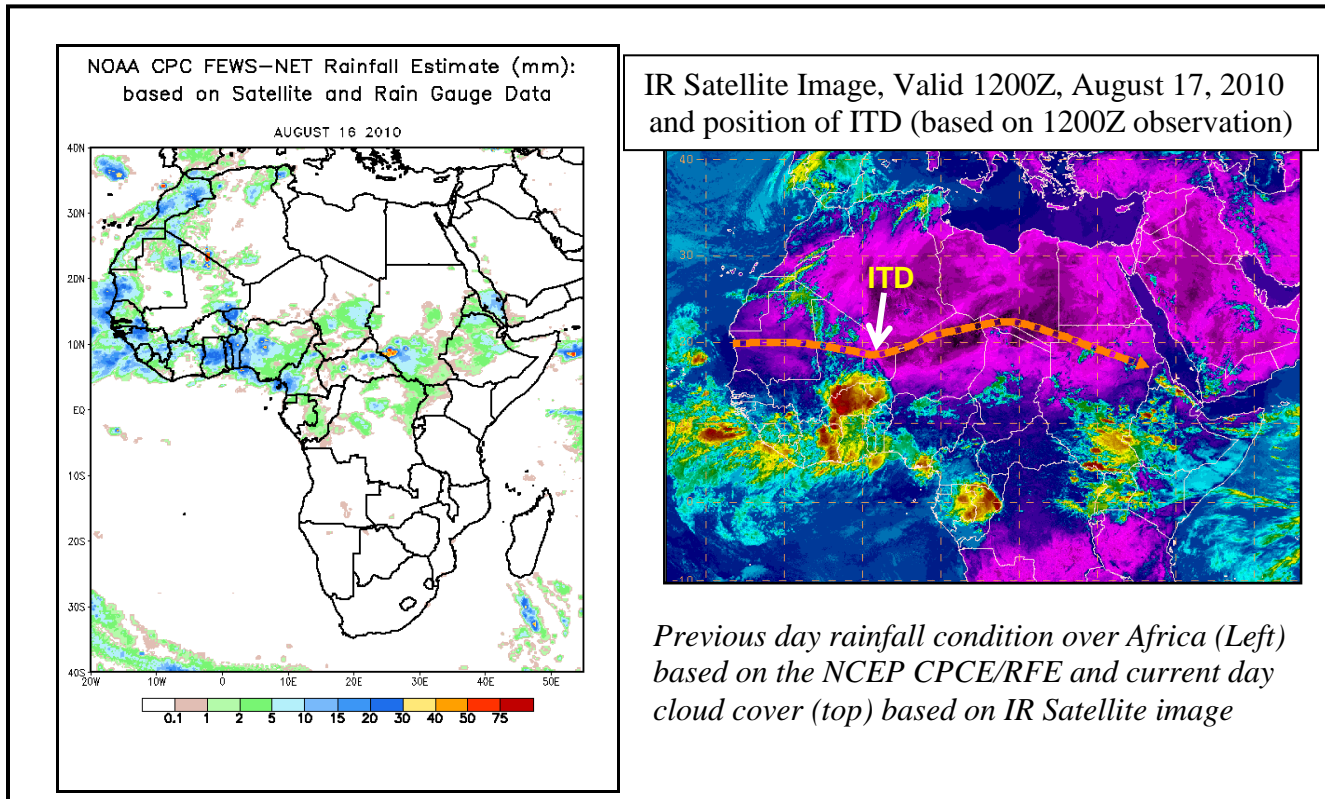 NOAA CPC FEWS-NET Rainfall Estimate (mm):
based on Satellite and Rain Gauge Data
AUGUST 16 2010
40N
30N
20N
10N
EQ
10S
20S
30S
40S
20W 10W 0 10E 20E 30E 40E 50E
0.1 1 2 5 10 15 20 30 40 50 75
IR Satellite Image, Valid 1200Z, August 17, 2010
and position of ITD (based on 1200Z observation)
40
30
ITD
-10
Previous day rainfall condition over Africa (Left)
based on the NCEP CPCE/RFE and current day
cloud cover (top) based on IR Satellite image